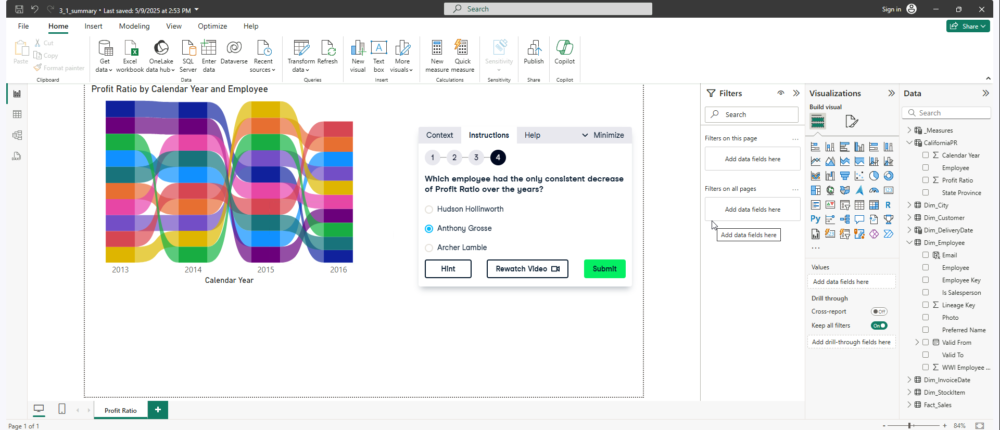 3_1_summary • Last saved: 5/9/2025 at 2:53 PM
Search
Sign in
File
Home
Insert
Modeling
View
Optimize
Help
Share
Paste
Cut
Copy
Format painter
Clipboard
Get data
Excel workbook
OneLake data hub
SQL Server
Enter data
Dataverse
Recent sources
Data
Transform data
Refresh
Queries
New visual
Text box
More visuals
Insert
New measure
Quick measure
Calculations
Sensitivity
Sensitivity
Publish
Share
Copilot
Copilot
Profit Ratio by Calendar Year and Employee
2013
2014
2015
2016
Calendar Year
Context
Instructions
Help
Minimize
1
2
3
4
Which employee had the only consistent decrease
of Profit Ratio over the years?
Hudson Hollinworth
Anthony Grosse
Archer Lamble
Hint
Rewatch Video
Submit
Filters
Search
Filters on this page
...
Add data fields here
Filters on all pages
...
Add data fields here
Add data fields here
Visualizations
Build visual
123
R
Py
123
...
Values
Add data fields here
Drill through
Cross-report
Off
Keep all filters
On
Add drill-through fields here
Data
Search
_Measures
CaliforniaPR
Calendar Year
Employee
Profit Ratio
State Province
Dim_City
Dim_Customer
Dim_DeliveryDate
Dim_Employee
Email
Employee
Employee Key
Is Salesperson
Lineage Key
Photo
Preferred Name
Valid From
Valid To
WWI Employee ...
Dim_InvoiceDate
Dim_StockItem
Fact_Sales
Profit Ratio
+
Page 1 of 1
-
+
84%